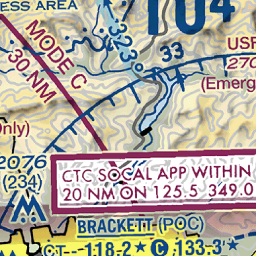 ESS AREA
104
MODE C
30 NM
33
USF
270
(Emerg
Only)
2076
(234)
CTC SOCAL APP WITHIN
20 NM ON 125.5 349.0
BRACKETT (POC)
CT - 118.2 ★ C 133.3